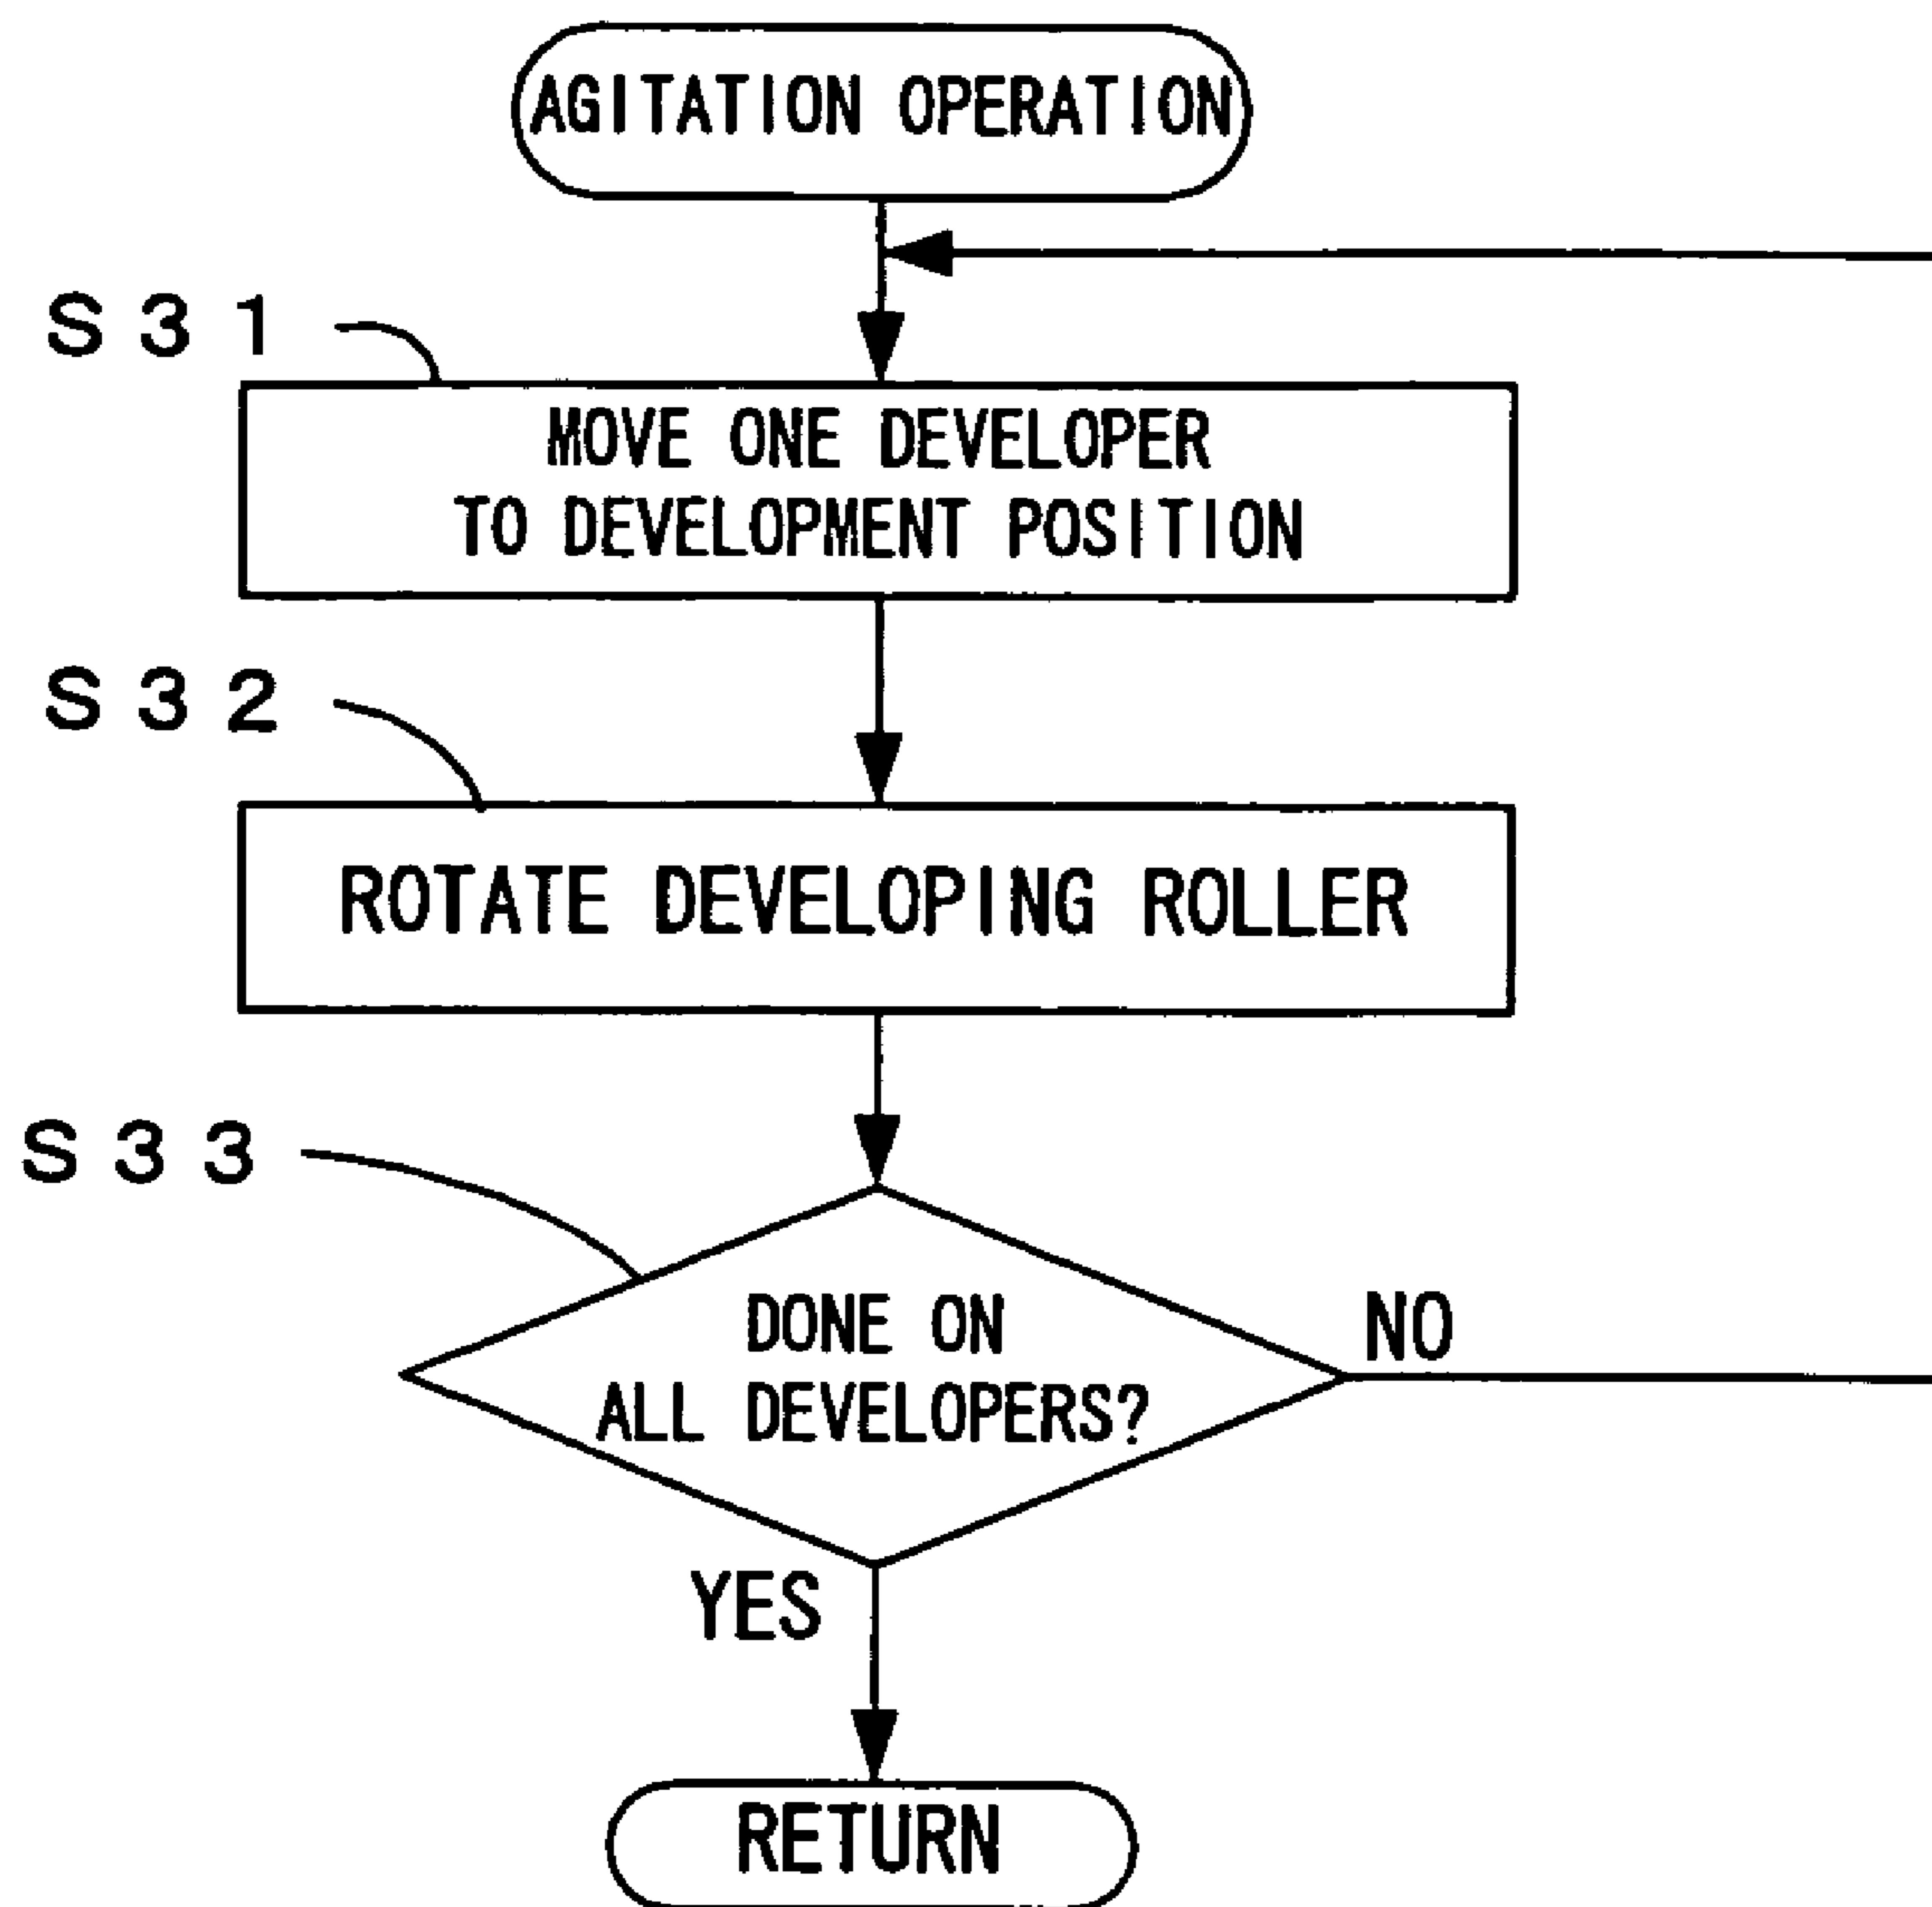 AGITATION OPERATION
S31
MOVE ONE DEVELOPER
TO DEVELOPMENT POSITION
S32
ROTATE DEVELOPING ROLLER
S33
DONE ON
ALL DEVELOPERS?
NO
YES
RETURN